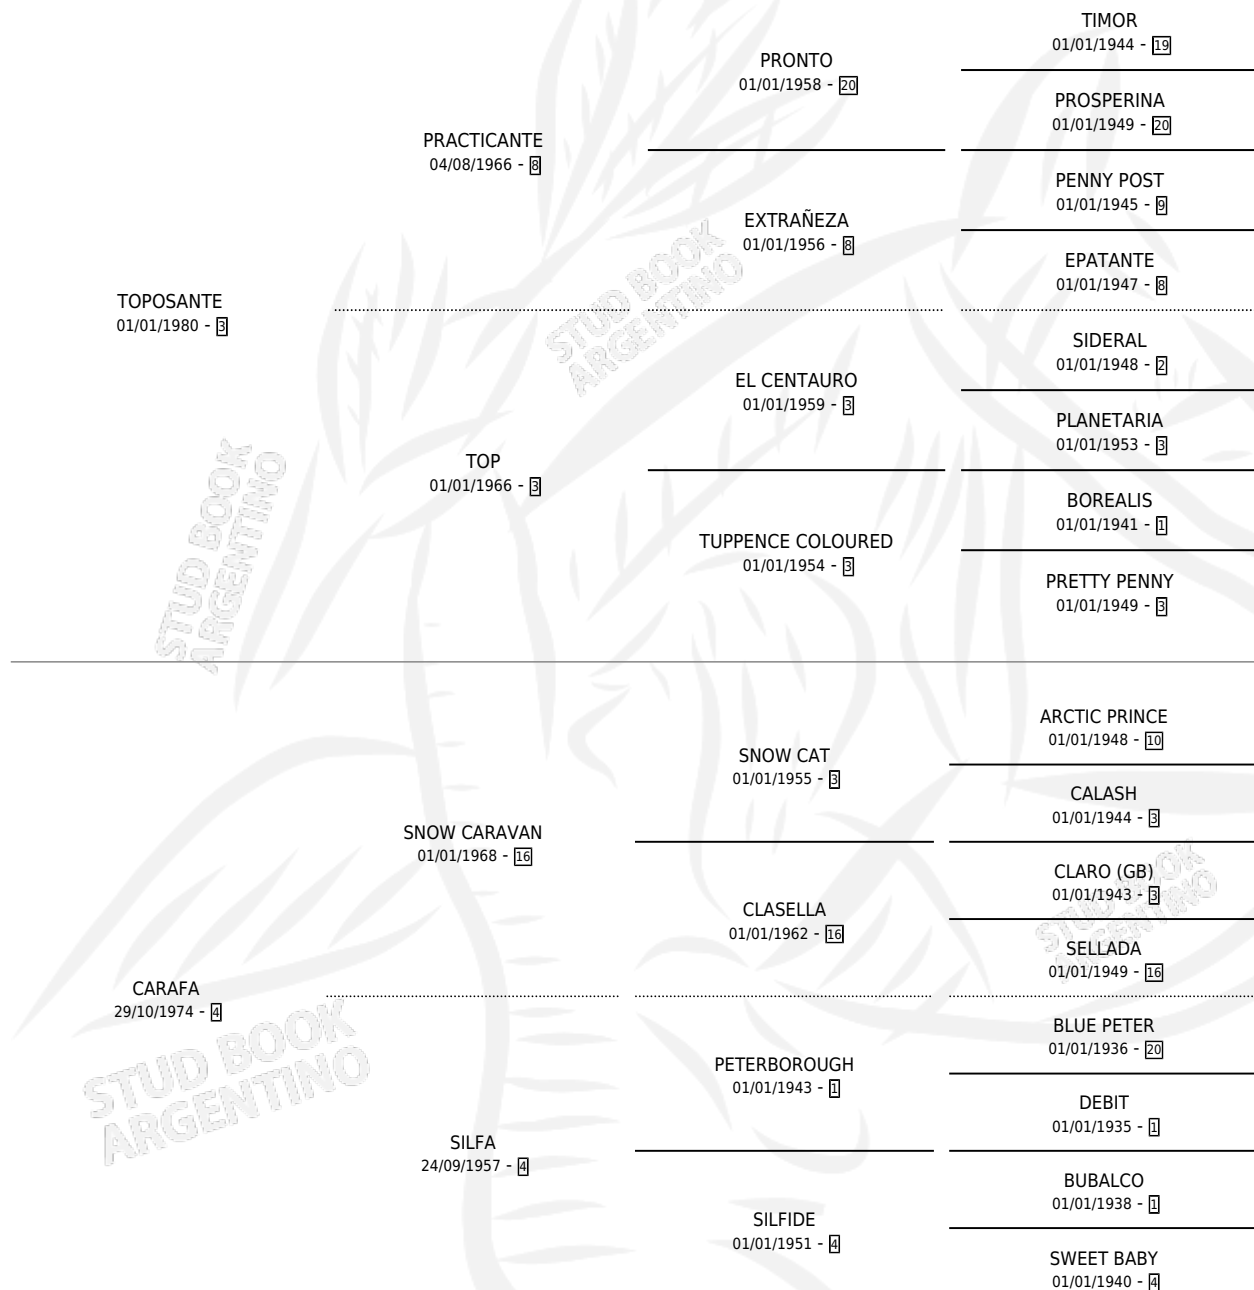 TIMOR
01/01/1944 - 19
PRONTO
01/01/1958 - 20
PROSPERINA
01/01/1949 - 20
PRACTICANTE
04/08/1966 - 8
PENNY POST
01/01/1945 - 9
EXTRAÑEZA
01/01/1956 - 8
EPATANTE
01/01/1947 - 8
TOPOSANTE
01/01/1980 - 3
STUD BOOK
ARGENTINO
SIDERAL
01/01/1948 - 2
EL CENTAURO
01/01/1959 - 3
PLANETARIA
01/01/1953 - 3
TOP
01/01/1966 - 3
BOREALIS
01/01/1941 - 1
TUPPENCE COLOURED
01/01/1954 - 3
PRETTY PENNY
01/01/1949 - 3
STUD BOOK
ARGENTINO
ARCTIC PRINCE
01/01/1948 - 10
SNOW CAT
01/01/1955 - 3
CALASH
01/01/1944 - 3
SNOW CARAVAN
01/01/1968 - 16
CLARO (GB)
01/01/1943 - 3
CLASELLA
01/01/1962 - 16
STUD BOOK
ARGENTINO
SELLADA
01/01/1949 - 16
CARAFA
29/10/1974 - 4
BLUE PETER
01/01/1936 - 20
PETERBOROUGH
01/01/1943 - 1
STUD BOOK
ARGENTINO
DEBIT
01/01/1935 - 1
SILFA
24/09/1957 - 4
BUBALCO
01/01/1938 - 1
SILFIDE
01/01/1951 - 4
SWEET BABY
01/01/1940 - 4